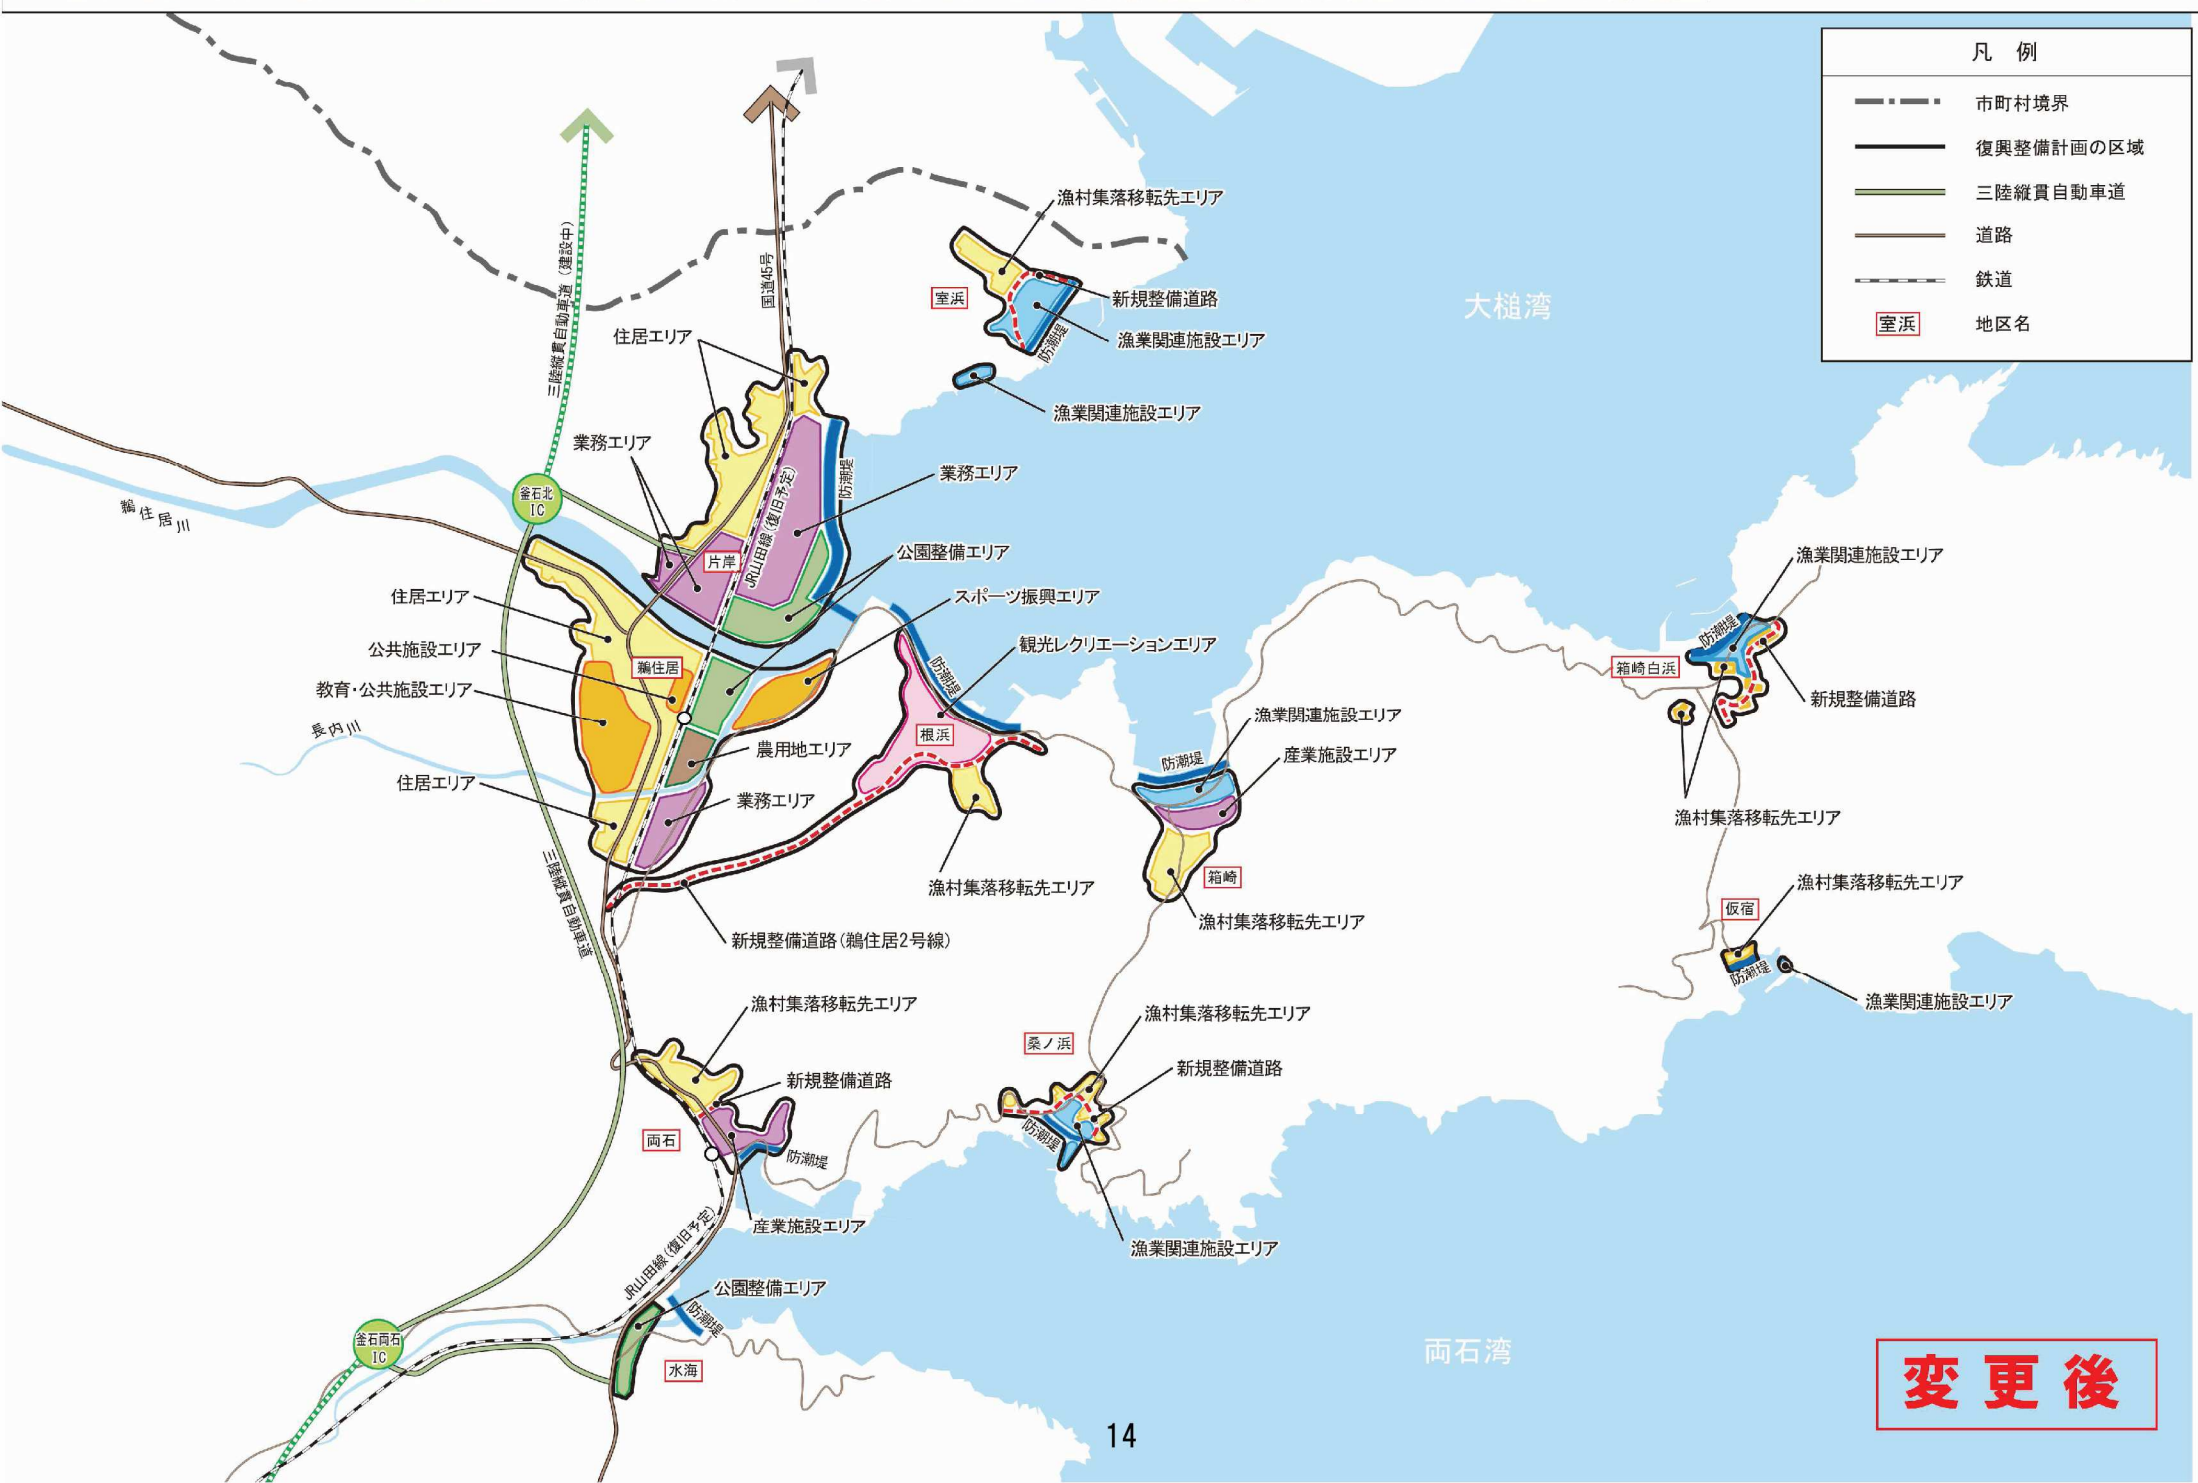 凡 例
市町村境界
復興整備計画の区域
三陸縦貫自動車道
道路
鉄道
室浜
地区名
漁村集落移転先エリア
三陸縦貫自動車道（建設中）
国道45号
室浜
新規整備道路
漁業関連施設エリア
防潮堤
大槌湾
住居エリア
漁業関連施設エリア
業務エリア
業務エリア
防潮堤
JR山田線（復旧予定）
釜石北
IC
鵜住居川
片岸
公園整備エリア
漁業関連施設エリア
住居エリア
スポーツ振興エリア
公共施設エリア
観光レクリエーションエリア
鵜住居
教育・公共施設エリア
防潮堤
防潮堤
箱崎白浜
新規整備道路
長内川
根浜
漁業関連施設エリア
農用地エリア
産業施設エリア
防潮堤
住居エリア
業務エリア
漁村集落移転先エリア
三陸縦貫自動車道
漁村集落移転先エリア
箱崎
漁村集落移転先エリア
漁村集落移転先エリア
仮宿
新規整備道路（鵜住居2号線）
防潮堤
漁業関連施設エリア
漁村集落移転先エリア
漁村集落移転先エリア
桑ノ浜
新規整備道路
新規整備道路
両石
防潮堤
防潮堤
産業施設エリア
漁業関連施設エリア
JR山田線（復旧予定）
公園整備エリア
防潮堤
釜石両石
IC
水海
両石湾
変更後
14